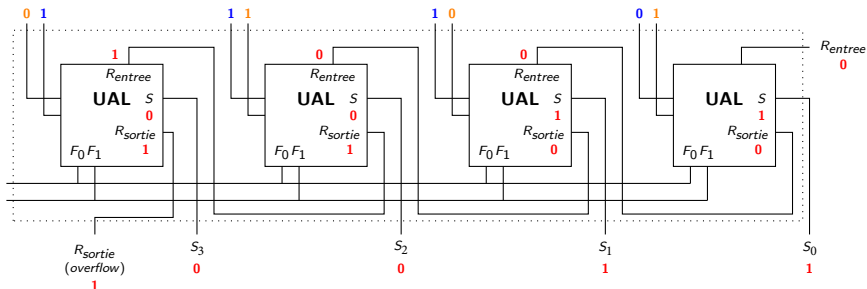 0 1 1 1 1 0 0 1
1 0 0 R_entree
R_entree R_entree R_entree 0
UAL S UAL S UAL S UAL S
0 0 1 1
R_sortie R_sortie R_sortie R_sortie
F_0 F_1 1 F_0 F_1 1 F_0 F_1 0 F_0 F_1 0
R_sortie S_3 S_2 S_1 S_0
(overflow) 0 0 1 1
1